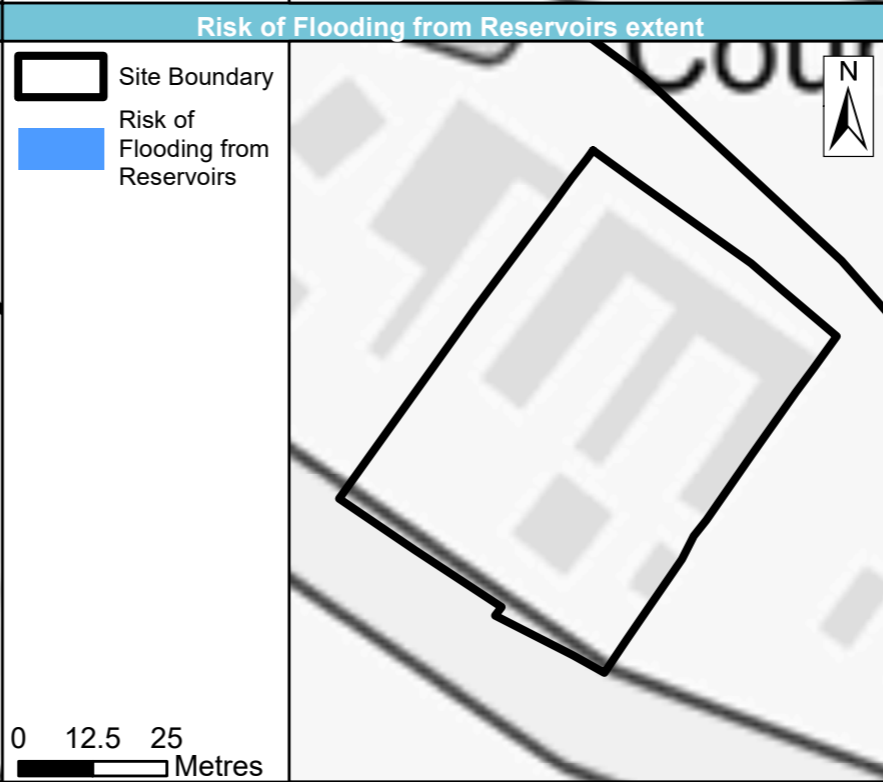 Risk of Flooding from Reservoirs extent
Site Boundary
Risk of
Flooding from
Reservoirs
N
0 12.5 25
Metres